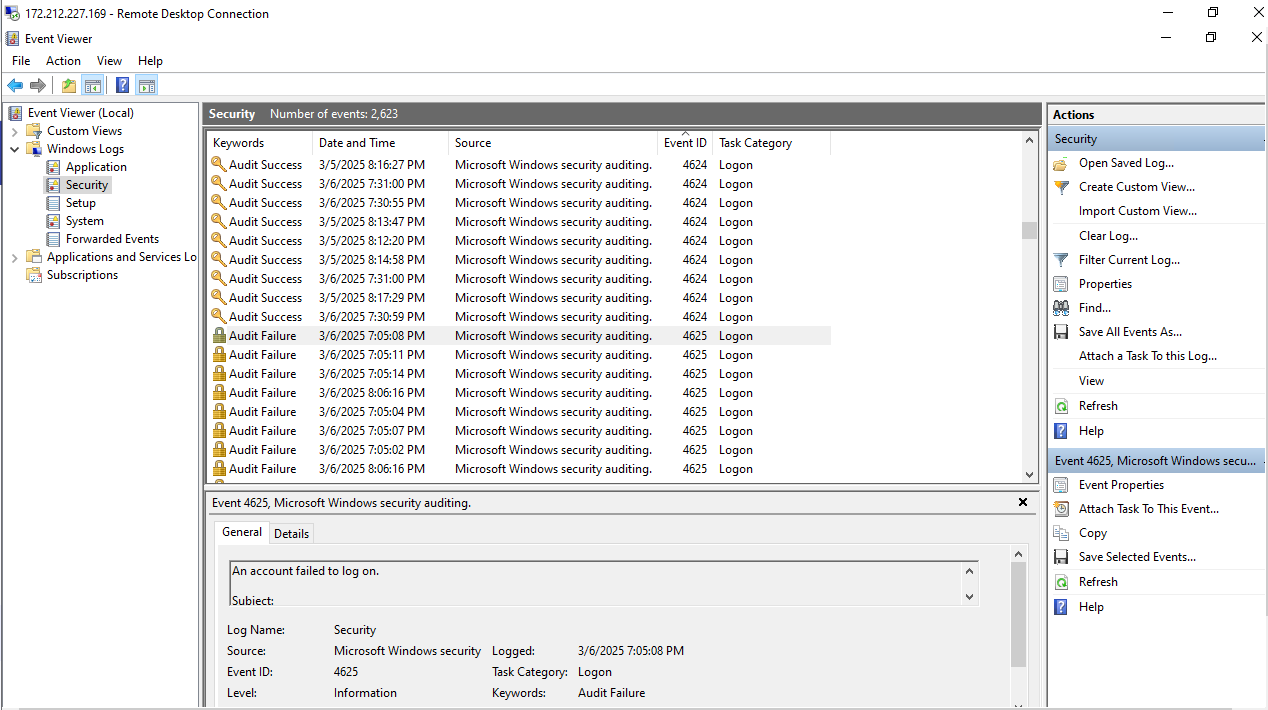 172.212.227.169 - Remote Desktop Connection
Event Viewer
File Action View Help
Event Viewer (Local)
Custom Views
Windows Logs
Application
Security
Setup
System
Forwarded Events
Applications and Services Lo
Subscriptions
Security Number of events: 2,623
Keywords Date and Time Source Event ID Task Category
Audit Success 3/5/2025 8:16:27 PM Microsoft Windows security auditing. 4624 Logon
Audit Success 3/6/2025 7:31:00 PM Microsoft Windows security auditing. 4624 Logon
Audit Success 3/6/2025 7:30:55 PM Microsoft Windows security auditing. 4624 Logon
Audit Success 3/5/2025 8:13:47 PM Microsoft Windows security auditing. 4624 Logon
Audit Success 3/5/2025 8:12:20 PM Microsoft Windows security auditing. 4624 Logon
Audit Success 3/5/2025 8:14:58 PM Microsoft Windows security auditing. 4624 Logon
Audit Success 3/6/2025 7:31:00 PM Microsoft Windows security auditing. 4624 Logon
Audit Success 3/5/2025 8:17:29 PM Microsoft Windows security auditing. 4624 Logon
Audit Success 3/6/2025 7:30:59 PM Microsoft Windows security auditing. 4624 Logon
Audit Failure 3/6/2025 7:05:08 PM Microsoft Windows security auditing. 4625 Logon
Audit Failure 3/6/2025 7:05:11 PM Microsoft Windows security auditing. 4625 Logon
Audit Failure 3/6/2025 7:05:14 PM Microsoft Windows security auditing. 4625 Logon
Audit Failure 3/6/2025 8:06:16 PM Microsoft Windows security auditing. 4625 Logon
Audit Failure 3/6/2025 7:05:04 PM Microsoft Windows security auditing. 4625 Logon
Audit Failure 3/6/2025 7:05:07 PM Microsoft Windows security auditing. 4625 Logon
Audit Failure 3/6/2025 7:05:02 PM Microsoft Windows security auditing. 4625 Logon
Audit Failure 3/6/2025 8:06:16 PM Microsoft Windows security auditing. 4625 Logon
Event 4625, Microsoft Windows security auditing.
General Details
An account failed to log on.
Subject:
Log Name: Security
Source: Microsoft Windows security Logged: 3/6/2025 7:05:08 PM
Event ID: 4625 Task Category: Logon
Level: Information Keywords: Audit Failure
Actions
Security
Open Saved Log...
Create Custom View...
Import Custom View...
Clear Log...
Filter Current Log...
Properties
Find...
Save All Events As...
Attach a Task To this Log...
View
Refresh
Help
Event 4625, Microsoft Windows secu...
Event Properties
Attach Task To This Event...
Copy
Save Selected Events...
Refresh
Help